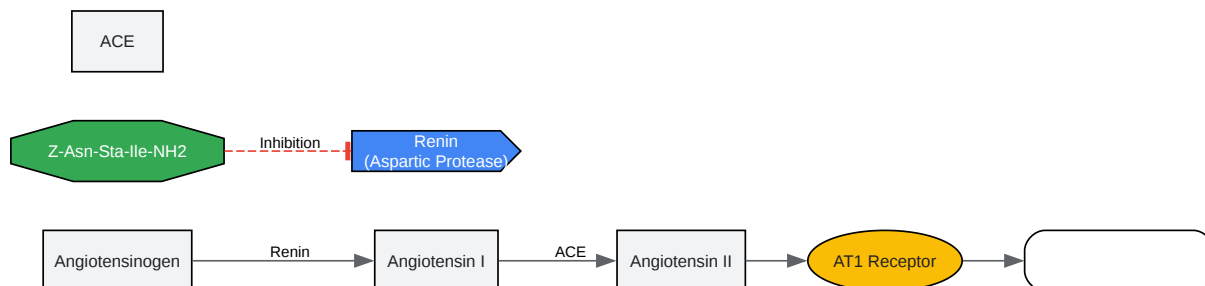 ACE
Z-Asn-Sta-Ile-NH2
Inhibition
Renin
(Aspartic Protease)
Angiotensinogen
Renin
Angiotensin I
ACE
Angiotensin II
AT1 Receptor